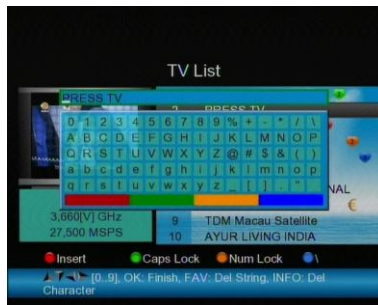 TV List
PRESS TV
2 PRESS TV
0 1 2 3 4 5 6 7 8 9 % + - * / \
A B C D E F G H I J K L M N O P
Q R S T U V W X Y Z @ # $ & ( )
a b c d e f g h i j k l m n o p
q r s t u v w x y z _ [ ] . "
NAL
3,660[V] GHz
27,500 MSPS
9 TDM Macau Satellite
10 AYUR LIVING INDIA
Insert Caps Lock Num Lock \
[0..9], OK: Finish, FAV: Del String, INFO: Del
Character